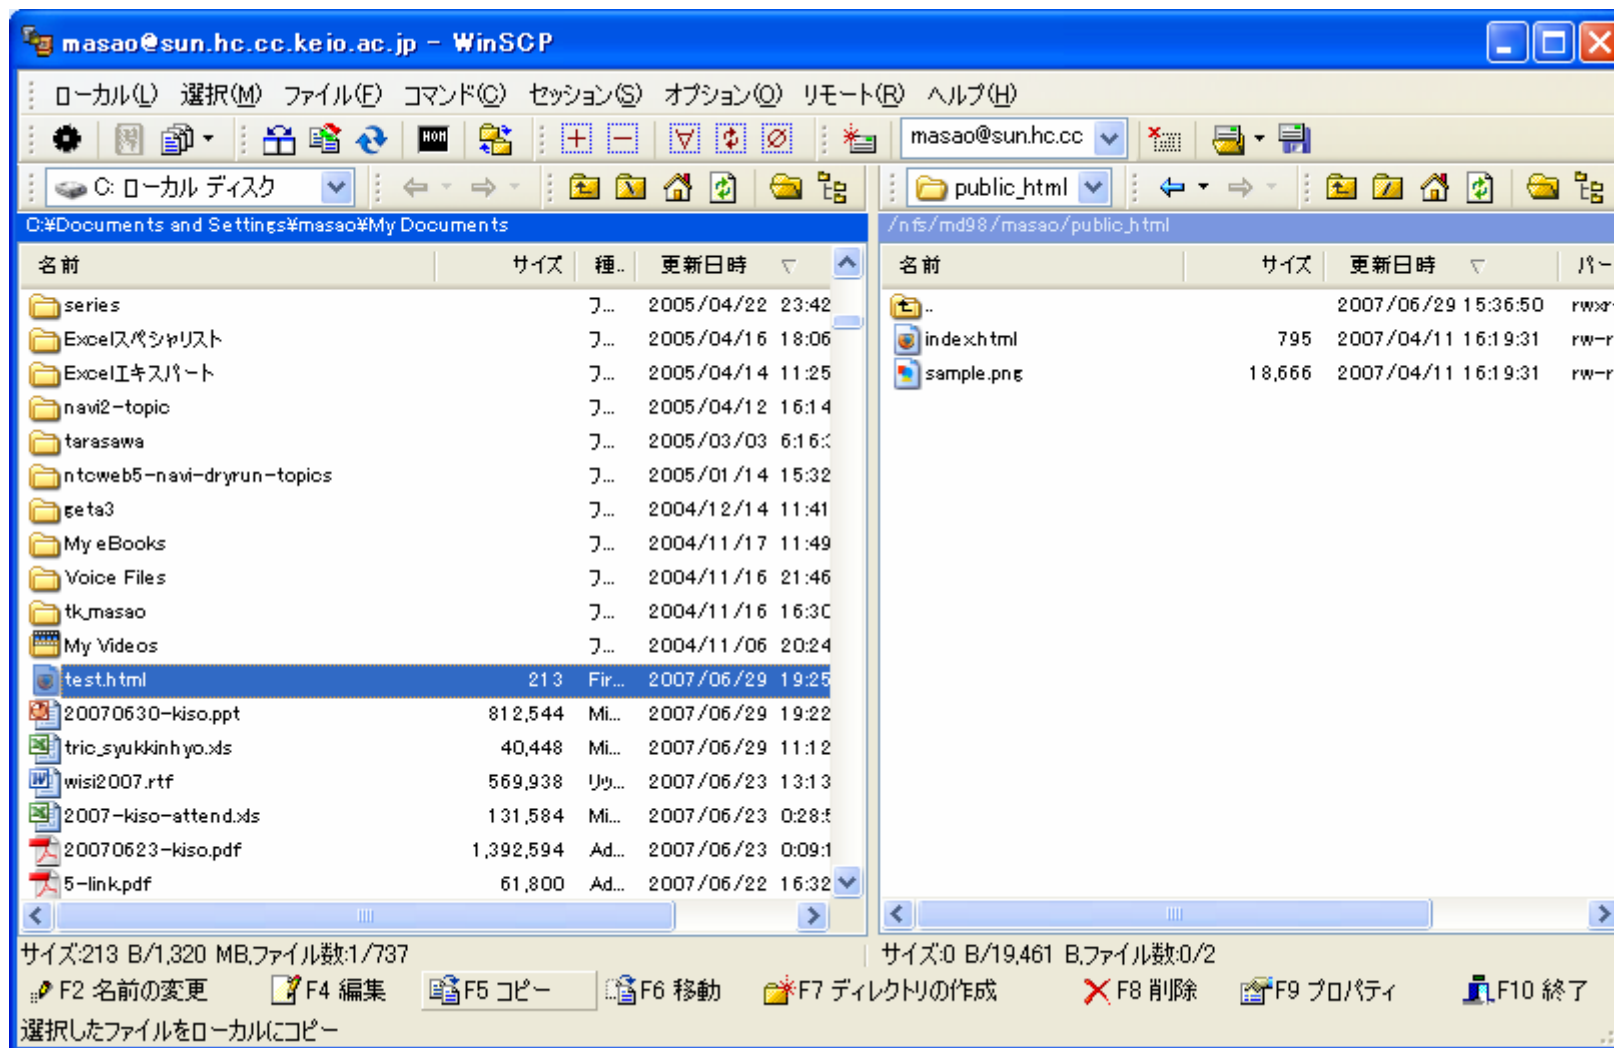 masao@sun.hc.cc.keio.ac.jp - WinSCP
ローカル(L) 選択(M) ファイル(F) コマンド(C) セッション(S) オプション(O) リモート(R) ヘルプ(H)
masao@sun.hc.cc
C: ローカル ディスク public_html
C:¥Documents and Settings¥masao¥My Documents /nfs/md98/masao/public_html
名前 サイズ 種.. 更新日時 名前 サイズ 更新日時 パー
series フ... 2005/04/22 23:42 .. 2007/06/29 15:36:50 rwxr
Excelスペシャリスト フ... 2005/04/16 18:06 index.html 795 2007/04/11 16:19:31 rw-r
Excelエキスパート フ... 2005/04/14 11:25 sample.png 18,666 2007/04/11 16:19:31 rw-r
navi2-topic フ... 2005/04/12 16:14
tarasawa フ... 2005/03/03 6:16:
ntcweb5-navi-dryrun-topics フ... 2005/01/14 15:32
geta3 フ... 2004/12/14 11:41
My eBooks フ... 2004/11/17 11:49
Voice Files フ... 2004/11/16 21:46
tk_masao フ... 2004/11/16 16:30
My Videos フ... 2004/11/06 20:24
test.html 213 Fir... 2007/06/29 19:25
20070630-kiso.ppt 812,544 Mi... 2007/06/29 19:22
tric_syukkinhyo.xls 40,448 Mi... 2007/06/29 11:12
wisi2007.rtf 569,938 リッ... 2007/06/23 13:13
2007-kiso-attend.xls 131,584 Mi... 2007/06/23 0:28:
20070623-kiso.pdf 1,392,594 Ad... 2007/06/23 0:09:1
5-link.pdf 61,800 Ad... 2007/06/22 16:32
サイズ:213 B/1,320 MB,ファイル数:1/737 サイズ:0 B/19,461 B,ファイル数:0/2
F2 名前の変更 F4 編集 F5 コピー F6 移動 F7 ディレクトリの作成 F8 削除 F9 プロパティ F10 終了
選択したファイルをローカルにコピー